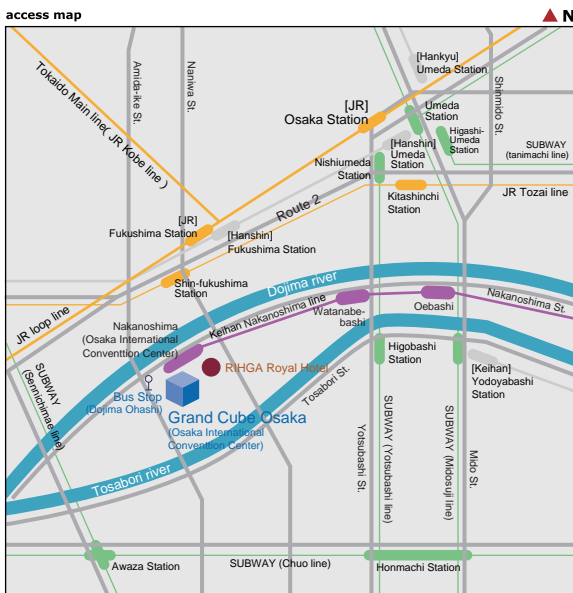 access map
N
[Hankyu]
Umeda Station
Shinmido St.
Amida-ike St.
Naniwa St.
Tokaido Main line( JR Kobe line )
[JR]
Osaka Station
Umeda
Station
Higashi-
Umeda
Station
SUBWAY
(tanimachi line)
[Hanshin]
Umeda
Station
Nishiumeda
Station
JR Tozai line
Kitashinchi
Station
Route 2
[JR]
Fukushima Station
[Hanshin]
Fukushima Station
Shin-fukushima
Station
Dojima river
Keihan Nakanoshima line
Nakanoshima St.
Oebashi
Watanabe-
bashi
JR loop line
Nakanoshima
(Osaka International
Conventtion Center)
RIHGA Royal Hotel
Higobashi
Station
[Keihan]
Yodoyabashi
Station
SUBWAY
(Sennichimae line)
Bus Stop
(Dojima Ohashi)
Grand Cube Osaka
(Osaka International
Conventtion Center)
Tosabori St.
Tosabori river
Yotsubashi St.
SUBWAY (Yotsubashi line)
SUBWAY (Midosuji line)
Mido St.
Awaza Station
SUBWAY (Chuo line)
Honmachi Station